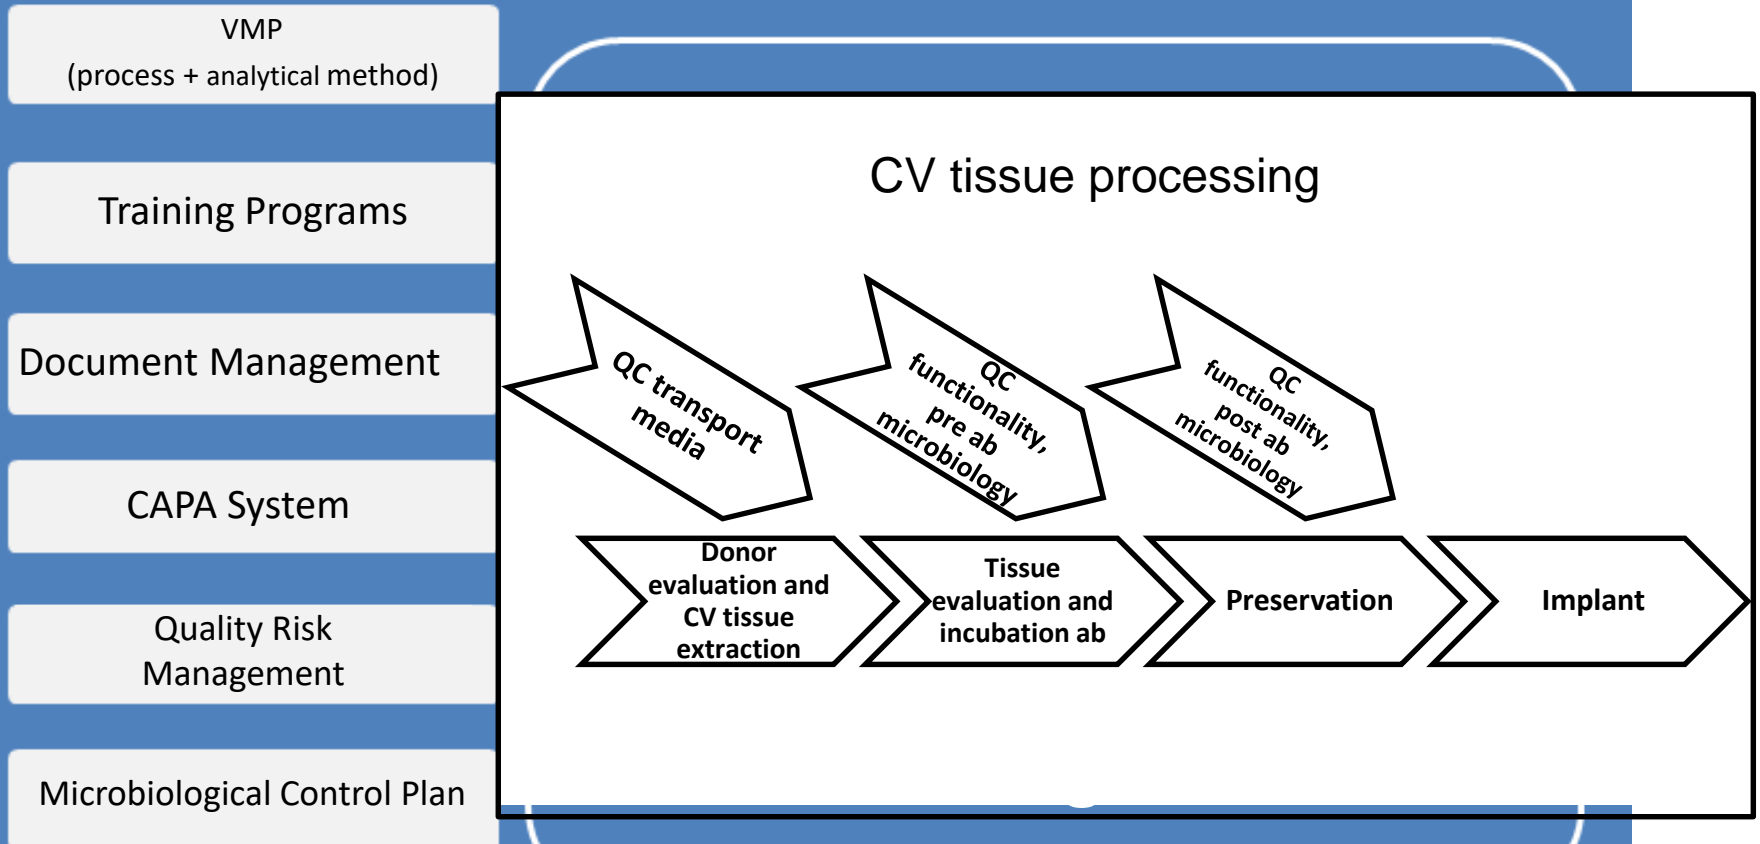 VMP
(process + analytical method)
Training Programs
Document Management
CAPA System
Quality Risk
Management
Microbiological Control Plan
CV tissue processing
QC transport
media
QC
functionality,
pre ab
microbiology
QC
functionality,
post ab
microbiology
Donor
evaluation and
CV tissue
extraction
Tissue
evaluation and
incubation ab
Preservation
Implant